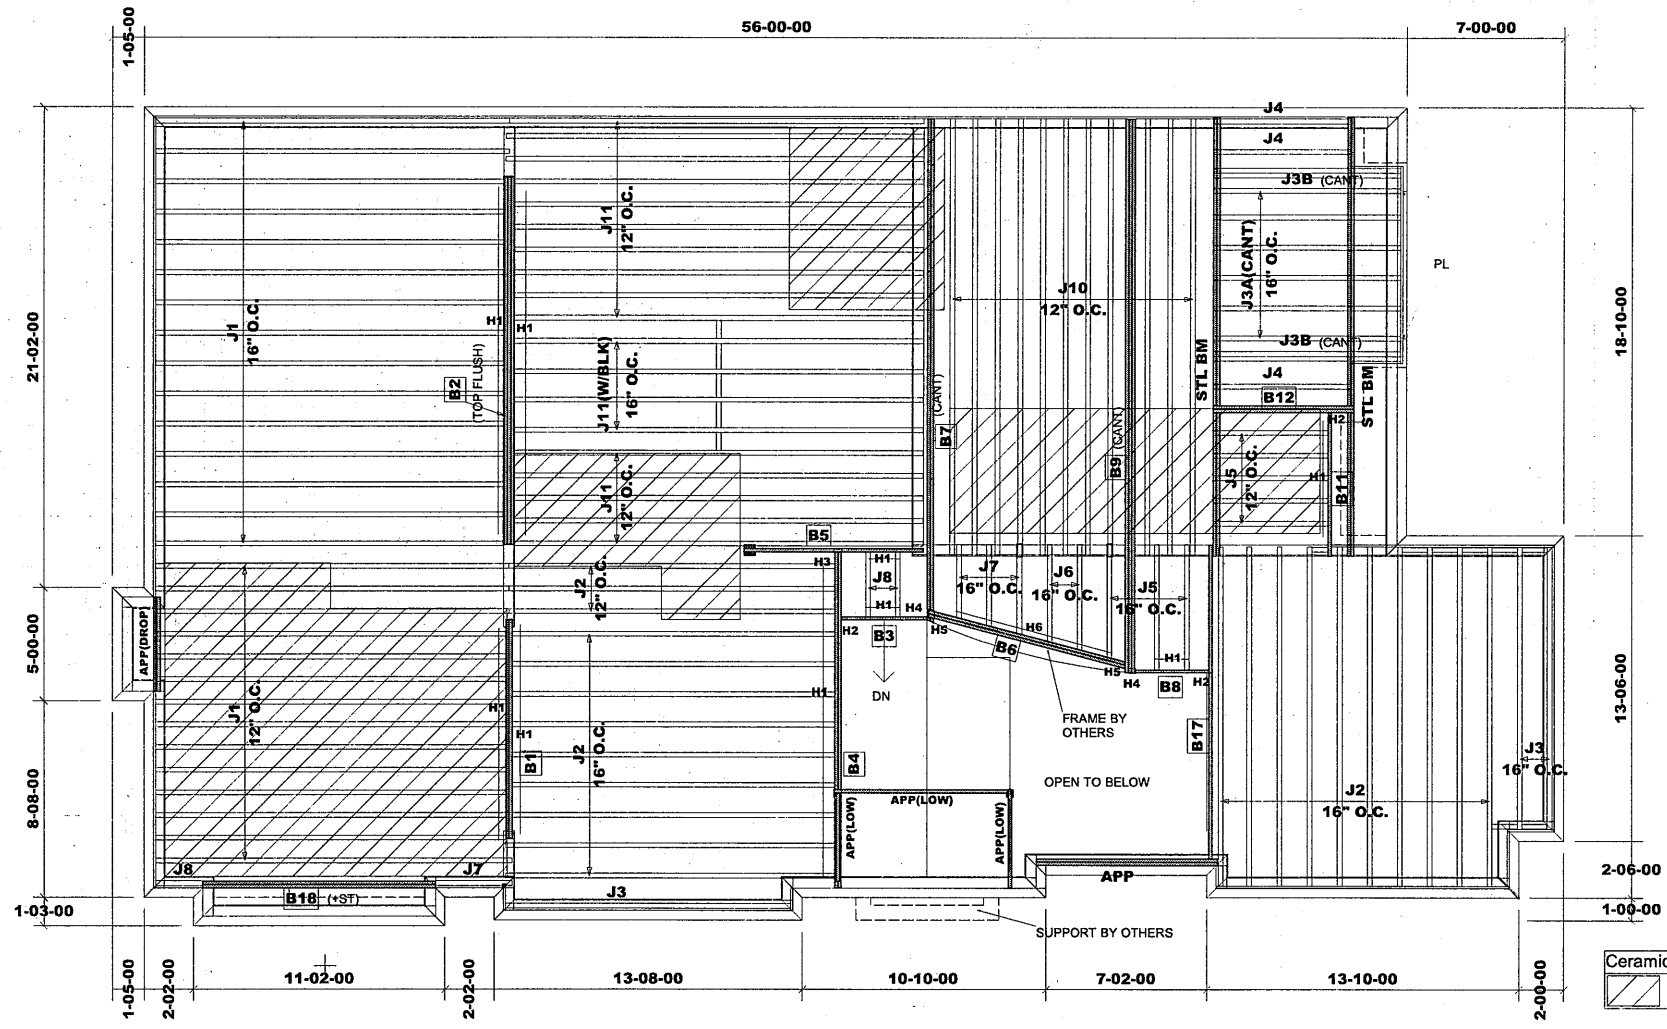 1-05-00
56-00-00
7-00-00
J4
J4
J3B (CANT)
J3A(CANT)
16" O.C.
J3B (CANT)
J4
B12
STL BM
STL BM
PL
21-02-00
18-10-00
J1
16" O.C.
H1
H1
B2
(TOP FLUSH)
J11
12" O.C.
J11(W/BLK)
16" O.C.
J11
12" O.C.
J10
12" O.C.
B7 (CANT)
B9 (CANT)
J5
12" O.C.
H2
H1
B11
B5
H3
H1
J8
H1
H4
J2
12" O.C.
J7
16" O.C.
J6
16" O.C.
J5
16" O.C.
APP(DROP)
5-00-00
H2
B3
DN
H5
H6
B6
H5
H4
H1
B8
H2
J1
12" O.C.
H1
H1
B1
J2
16" O.C.
H1
B4
FRAME BY
OTHERS
OPEN TO BELOW
B17
13-06-00
J3
16" O.C.
J2
16" O.C.
8-08-00
APP(LOW)
APP(LOW)
APP(LOW)
APP
J8
J7
B18 (+ST)
J3
SUPPORT BY OTHERS
2-06-00
1-00-00
1-03-00
1-05-00
2-02-00
11-02-00
2-02-00
13-08-00
10-10-00
7-02-00
13-10-00
2-00-00
Ceramic